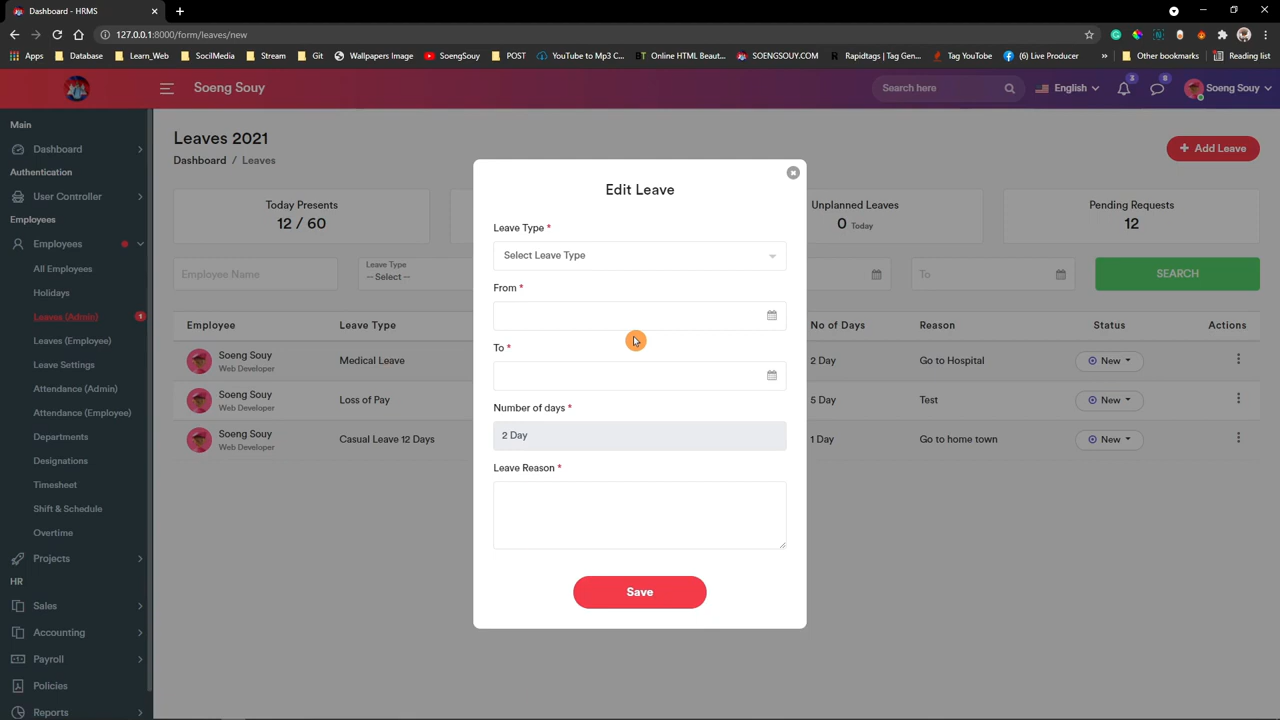 Dashboard - HRMS
127.0.0.1:8000/form/leaves/new
Apps Database Learn_Web SocilMedia Stream Git Wallpapers Image SoengSouy POST YouTube to Mp3 C... Online HTML Beaut... SOENGSOUY.COM Rapidtags | Tag Gen... Tag YouTube (6) Live Producer » Other bookmarks Reading list
Soeng Souy
Search here
English
3
8
Soeng Souy
Main
Dashboard
Authentication
User Controller
Employees
Employees
All Employees
Holidays
Leaves (Admin) 1
Leaves (Employee)
Leave Settings
Attendance (Admin)
Attendance (Employee)
Departments
Designations
Timesheet
Shift & Schedule
Overtime
Projects
HR
Sales
Accounting
Payroll
Policies
Reports
Leaves 2021
Dashboard / Leaves
+ Add Leave
Today Presents
12 / 60
Unplanned Leaves
0 Today
Pending Requests
12
Employee Name
Leave Type
-- Select --
To
SEARCH
Employee Leave Type No of Days Reason Status Actions
Soeng Souy
Web Developer
Medical Leave 2 Day Go to Hospital New
Soeng Souy
Web Developer
Loss of Pay 5 Day Test New
Soeng Souy
Web Developer
Casual Leave 12 Days 1 Day Go to home town New
Edit Leave
Leave Type *
Select Leave Type
From *
To *
Number of days *
2 Day
Leave Reason *
Save